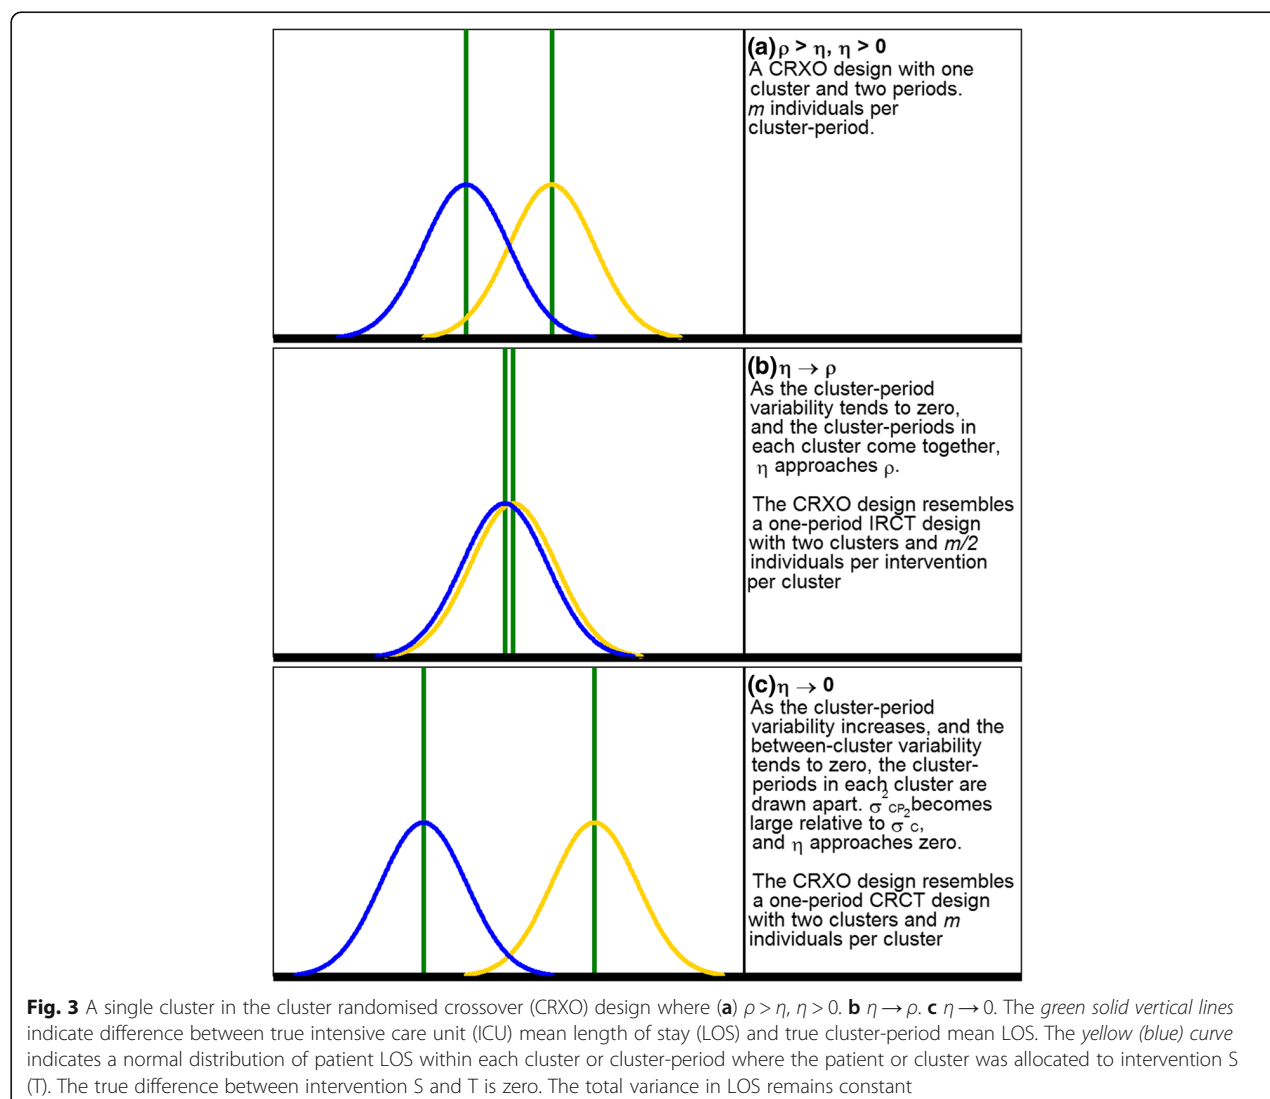 (a) ρ > η, η > 0
A CRXO design with one
cluster and two periods.
m individuals per
cluster-period.
(b) η → ρ
As the cluster-period
variability tends to zero,
and the cluster-periods in
each cluster come together,
η approaches ρ.
The CRXO design resembles
a one-period IRCT design
with two clusters and m/2
individuals per intervention
per cluster
(c) η → 0
As the cluster-period
variability increases, and the
between-cluster variability
tends to zero, the cluster-
periods in each cluster are
drawn apart. σ²CP becomes
large relative to σ²C,
and η approaches zero.
The CRXO design resembles
a one-period CRCT design
with two clusters and m
individuals per cluster
Fig. 3 A single cluster in the cluster randomised crossover (CRXO) design where (a) ρ > η, η > 0. b η → ρ. c η → 0. The green solid vertical lines
indicate difference between true intensive care unit (ICU) mean length of stay (LOS) and true cluster-period mean LOS. The yellow (blue) curve
indicates a normal distribution of patient LOS within each cluster or cluster-period where the patient or cluster was allocated to intervention S
(T). The true difference between intervention S and T is zero. The total variance in LOS remains constant